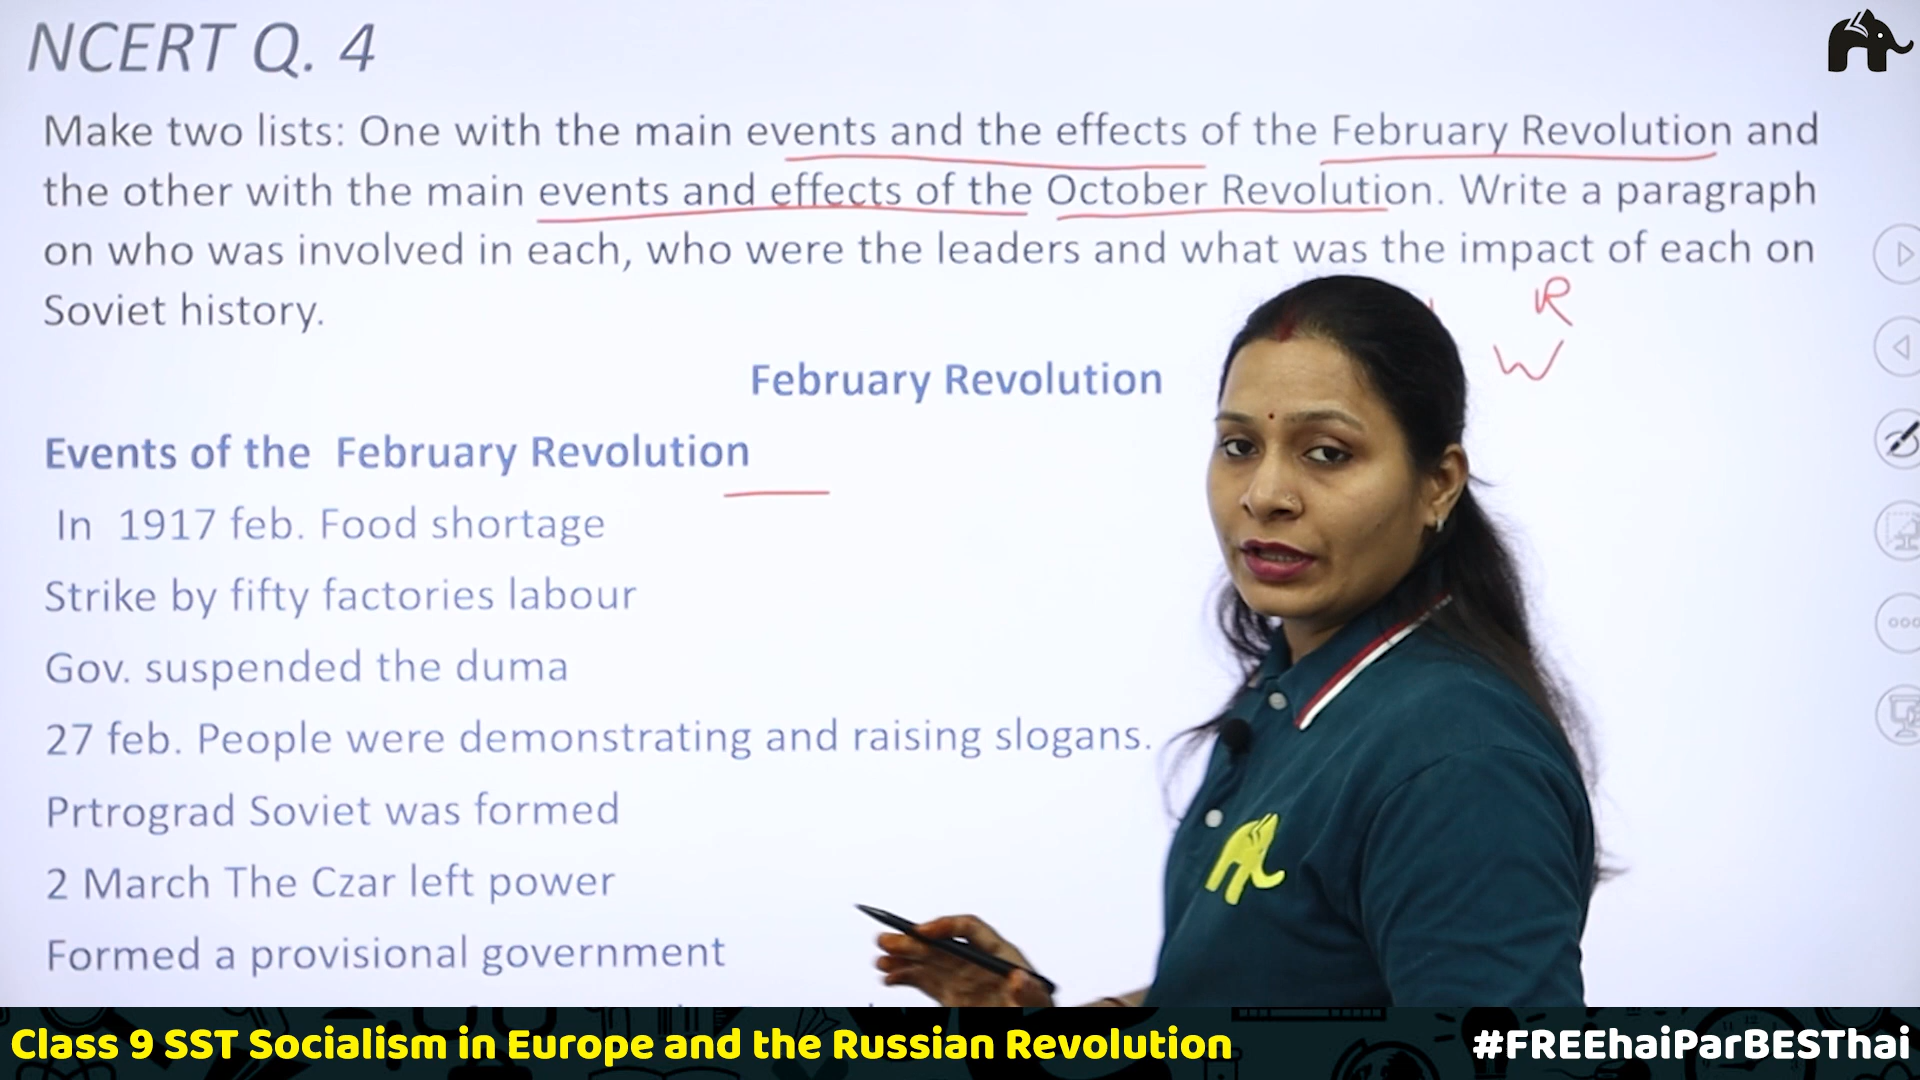 NCERT Q. 4
Make two lists: One with the main events and the effects of the February Revolution and
the other with the main events and effects of the October Revolution. Write a paragraph
on who was involved in each, who were the leaders and what was the impact of each on
Soviet history.
R
W
February Revolution
Events of the February Revolution
In 1917 feb. Food shortage
Strike by fifty factories labour
Gov. suspended the duma
27 feb. People were demonstrating and raising slogans.
Prtrograd Soviet was formed
2 March The Czar left power
Formed a provisional government
Class 9 SST Socialism in Europe and the Russian Revolution
#FREEhaiParBESThai